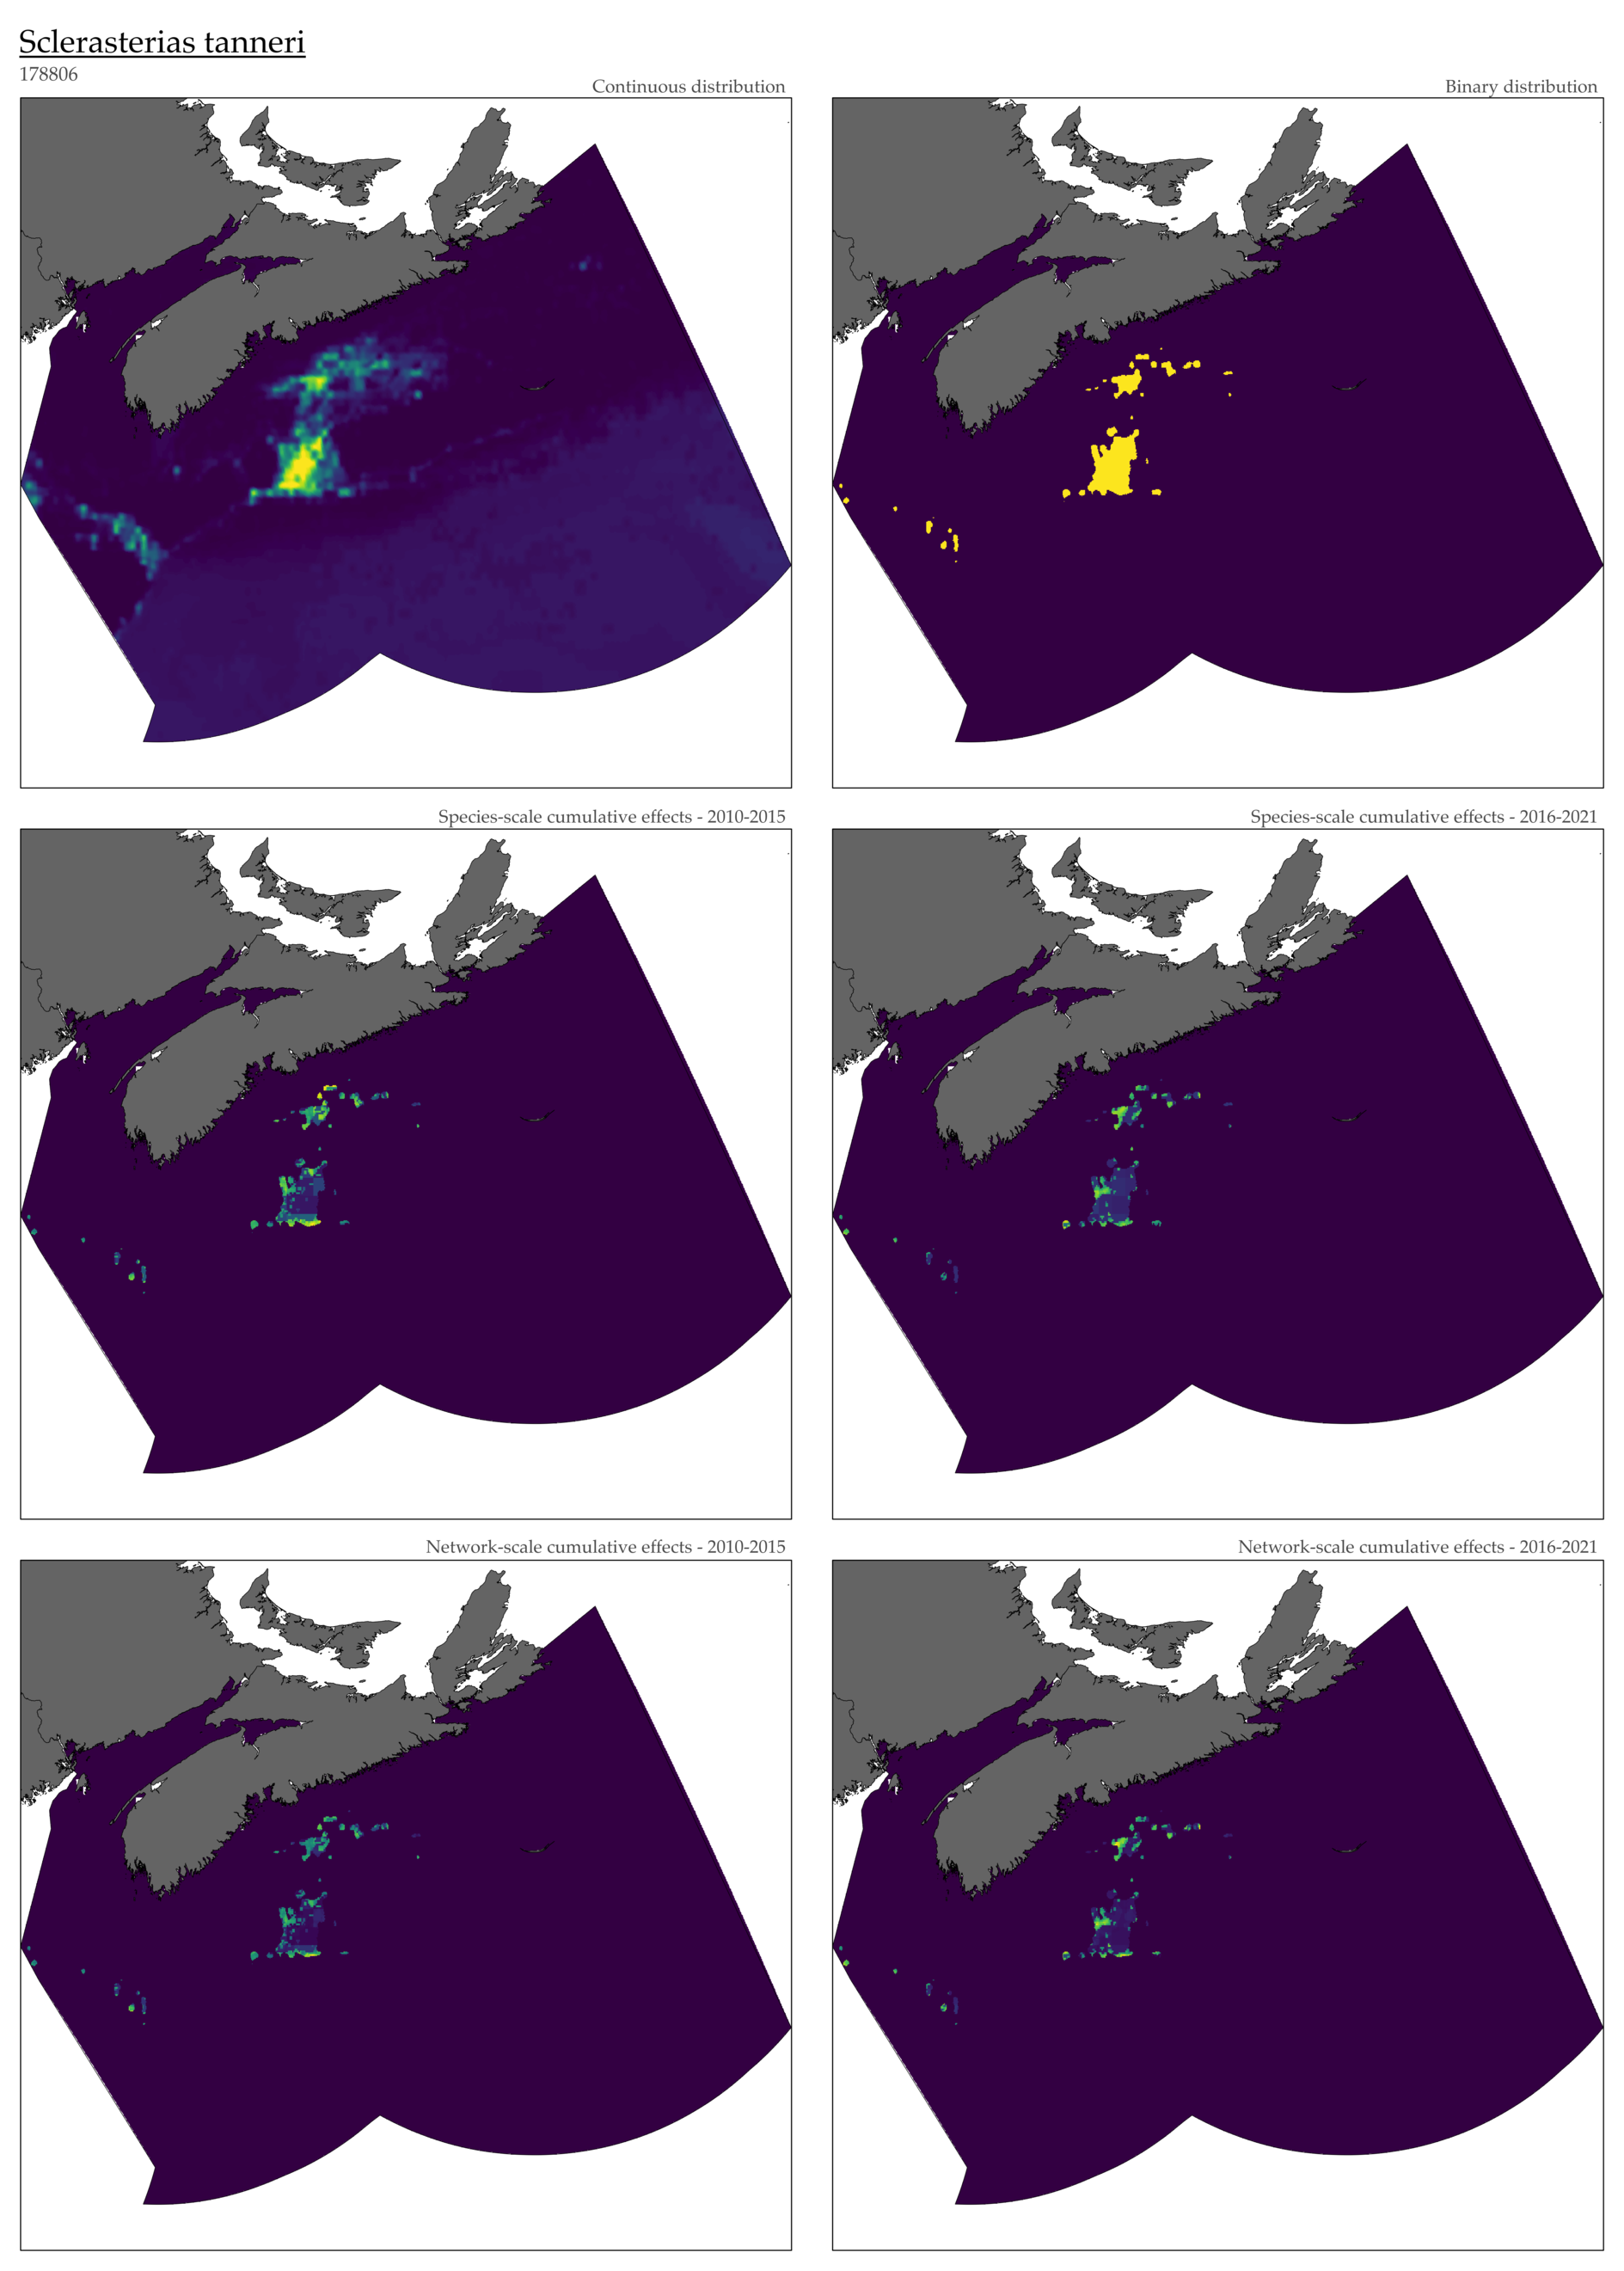 Sclerasterias tanneri
178806
Continuous distribution
Binary distribution
Species-scale cumulative effects - 2010-2015
Species-scale cumulative effects - 2016-2021
Network-scale cumulative effects - 2010-2015
Network-scale cumulative effects - 2016-2021